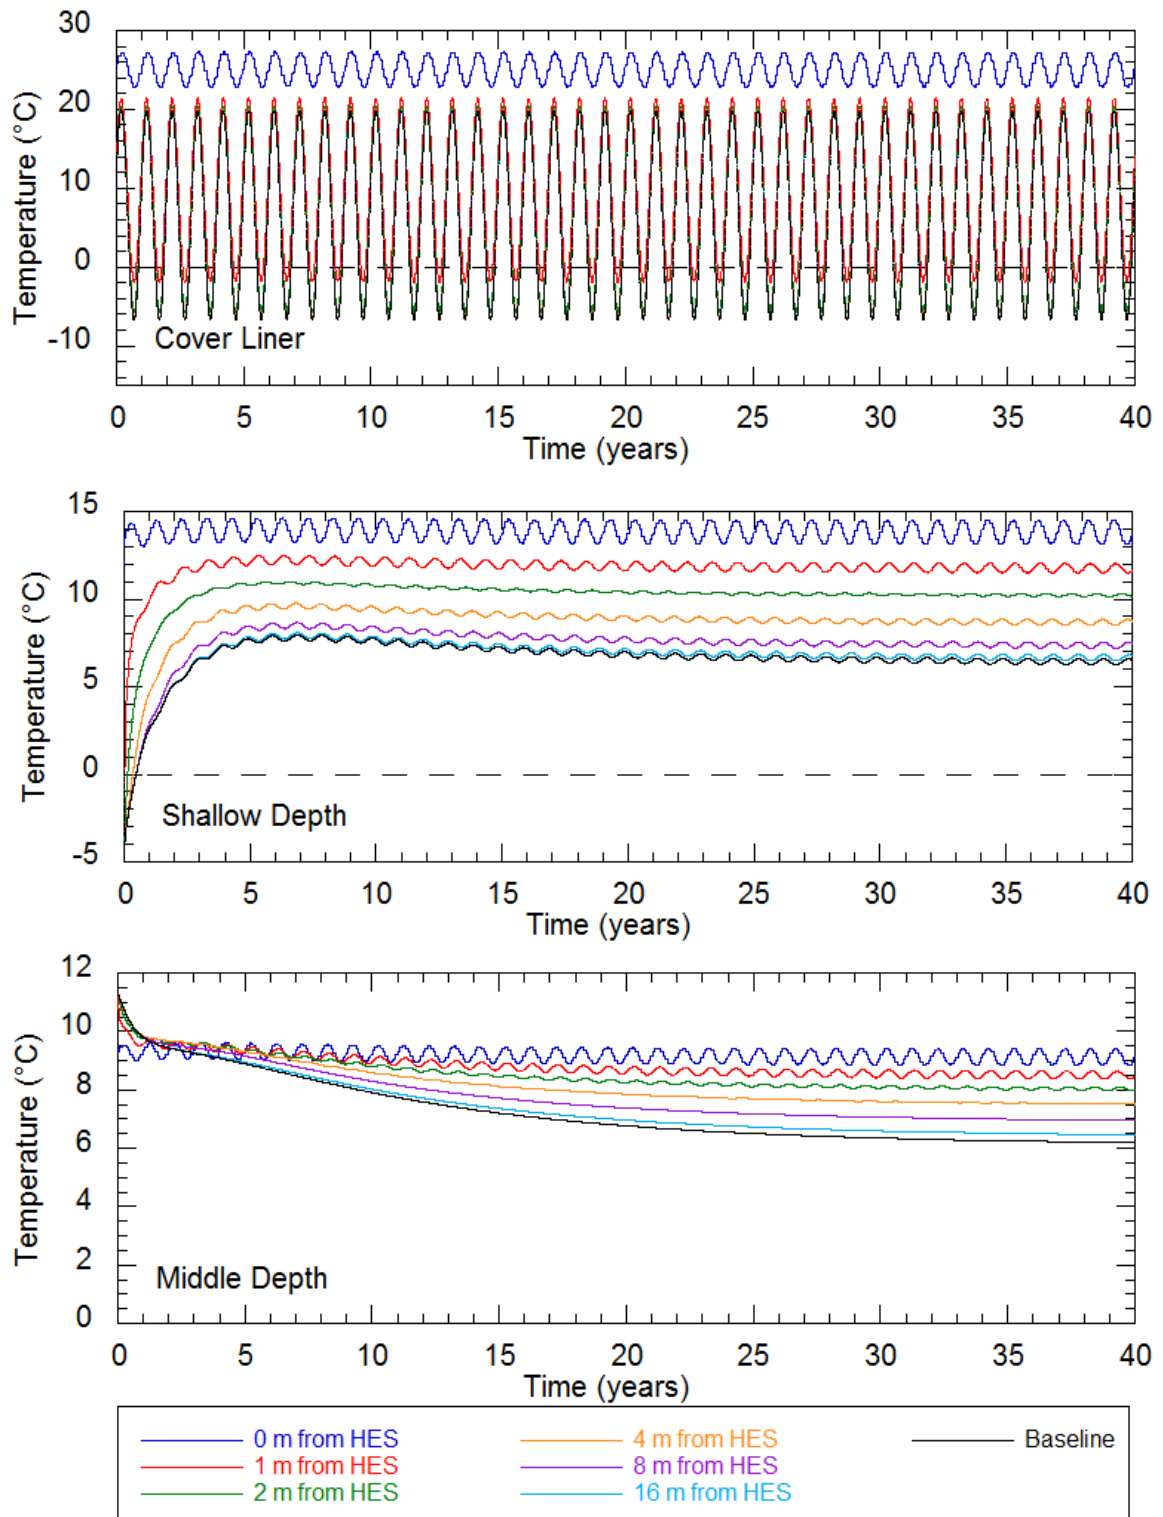 30
20
10
0
-10
Temperature (°C)
Cover Liner
0 5 10 15 20 25 30 35 40
Time (years)
15
10
5
0
-5
Temperature (°C)
Shallow Depth
0 5 10 15 20 25 30 35 40
Time (years)
12
10
8
6
4
2
0
Temperature (°C)
Middle Depth
0 5 10 15 20 25 30 35 40
Time (years)
0 m from HES 4 m from HES Baseline
1 m from HES 8 m from HES
2 m from HES 16 m from HES